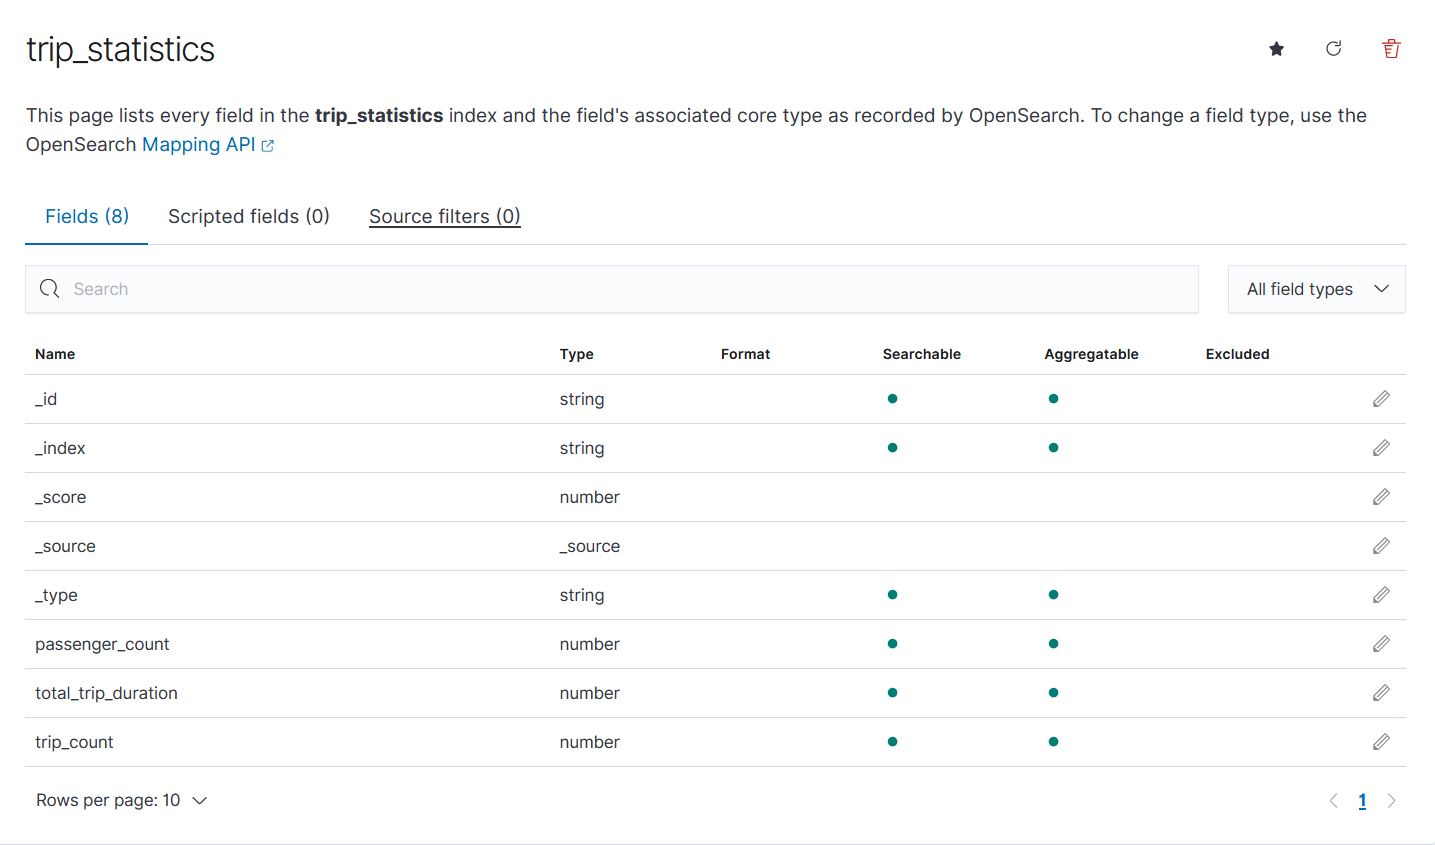 trip_statistics
This page lists every field in the trip_statistics index and the field's associated core type as recorded by OpenSearch. To change a field type, use the
OpenSearch Mapping API
Fields (8) Scripted fields (0) Source filters (0)
Search All field types
Name Type Format Searchable Aggregatable Excluded
_id string
_index string
_score number
_source _source
_type string
passenger_count number
total_trip_duration number
trip_count number
Rows per page: 10 1